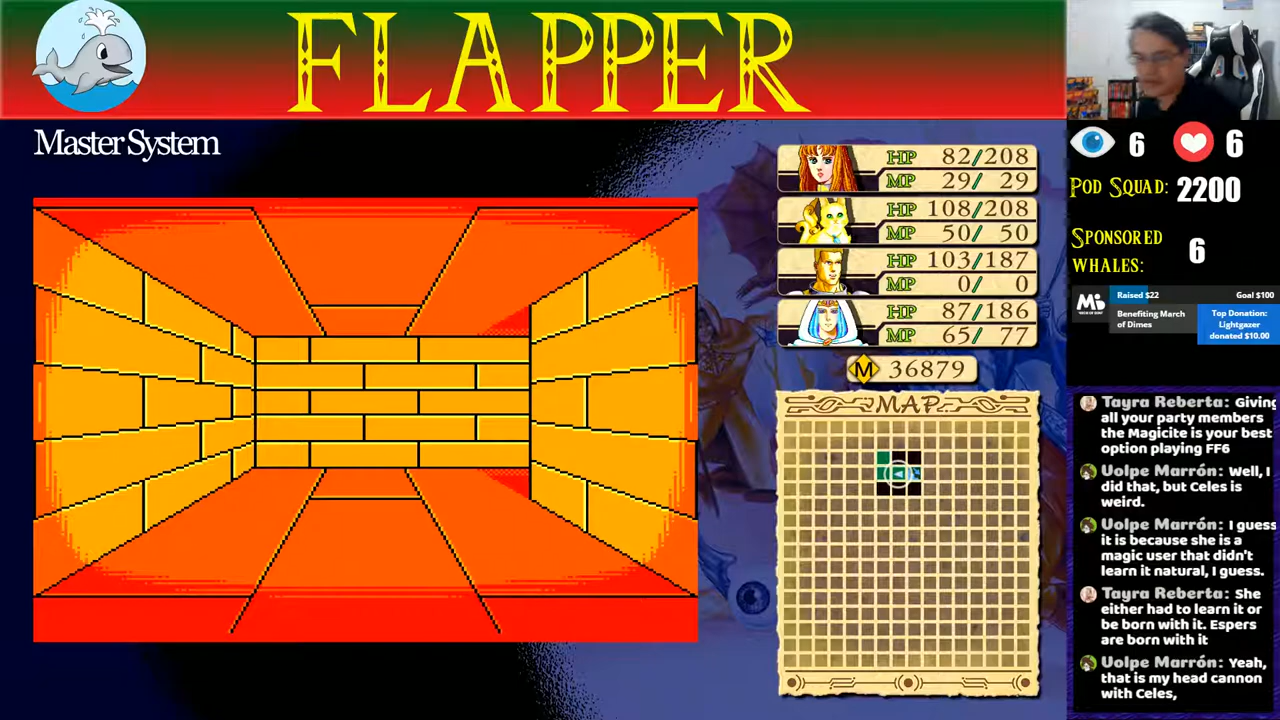 FLAPPER
Master System
HP 82/208
MP 29/ 29
HP 108/208
MP 50/ 50
HP 103/187
MP 0/ 0
HP 87/186
MP 65/ 77
M 36879
MAP
6
6
POD SQUAD: 2200
SPONSORED
WHALES: 6
Raised $22
Goal $100
Benefiting March
of Dimes
Top Donation:
Lightgazer
donated $10.00
Tayra Reberta: Giving
all your party members
the Magicite is your best
option playing FF6
Uolpe Marrón: Well, I
did that, but Celes is
weird.
Uolpe Marrón: I guess
it is because she is a
magic user that didn't
learn it natural, I guess.
Tayra Reberta: She
either had to learn it or
be born with it. Espers
are born with it
Uolpe Marrón: Yeah,
that is my head cannon
with Celes,